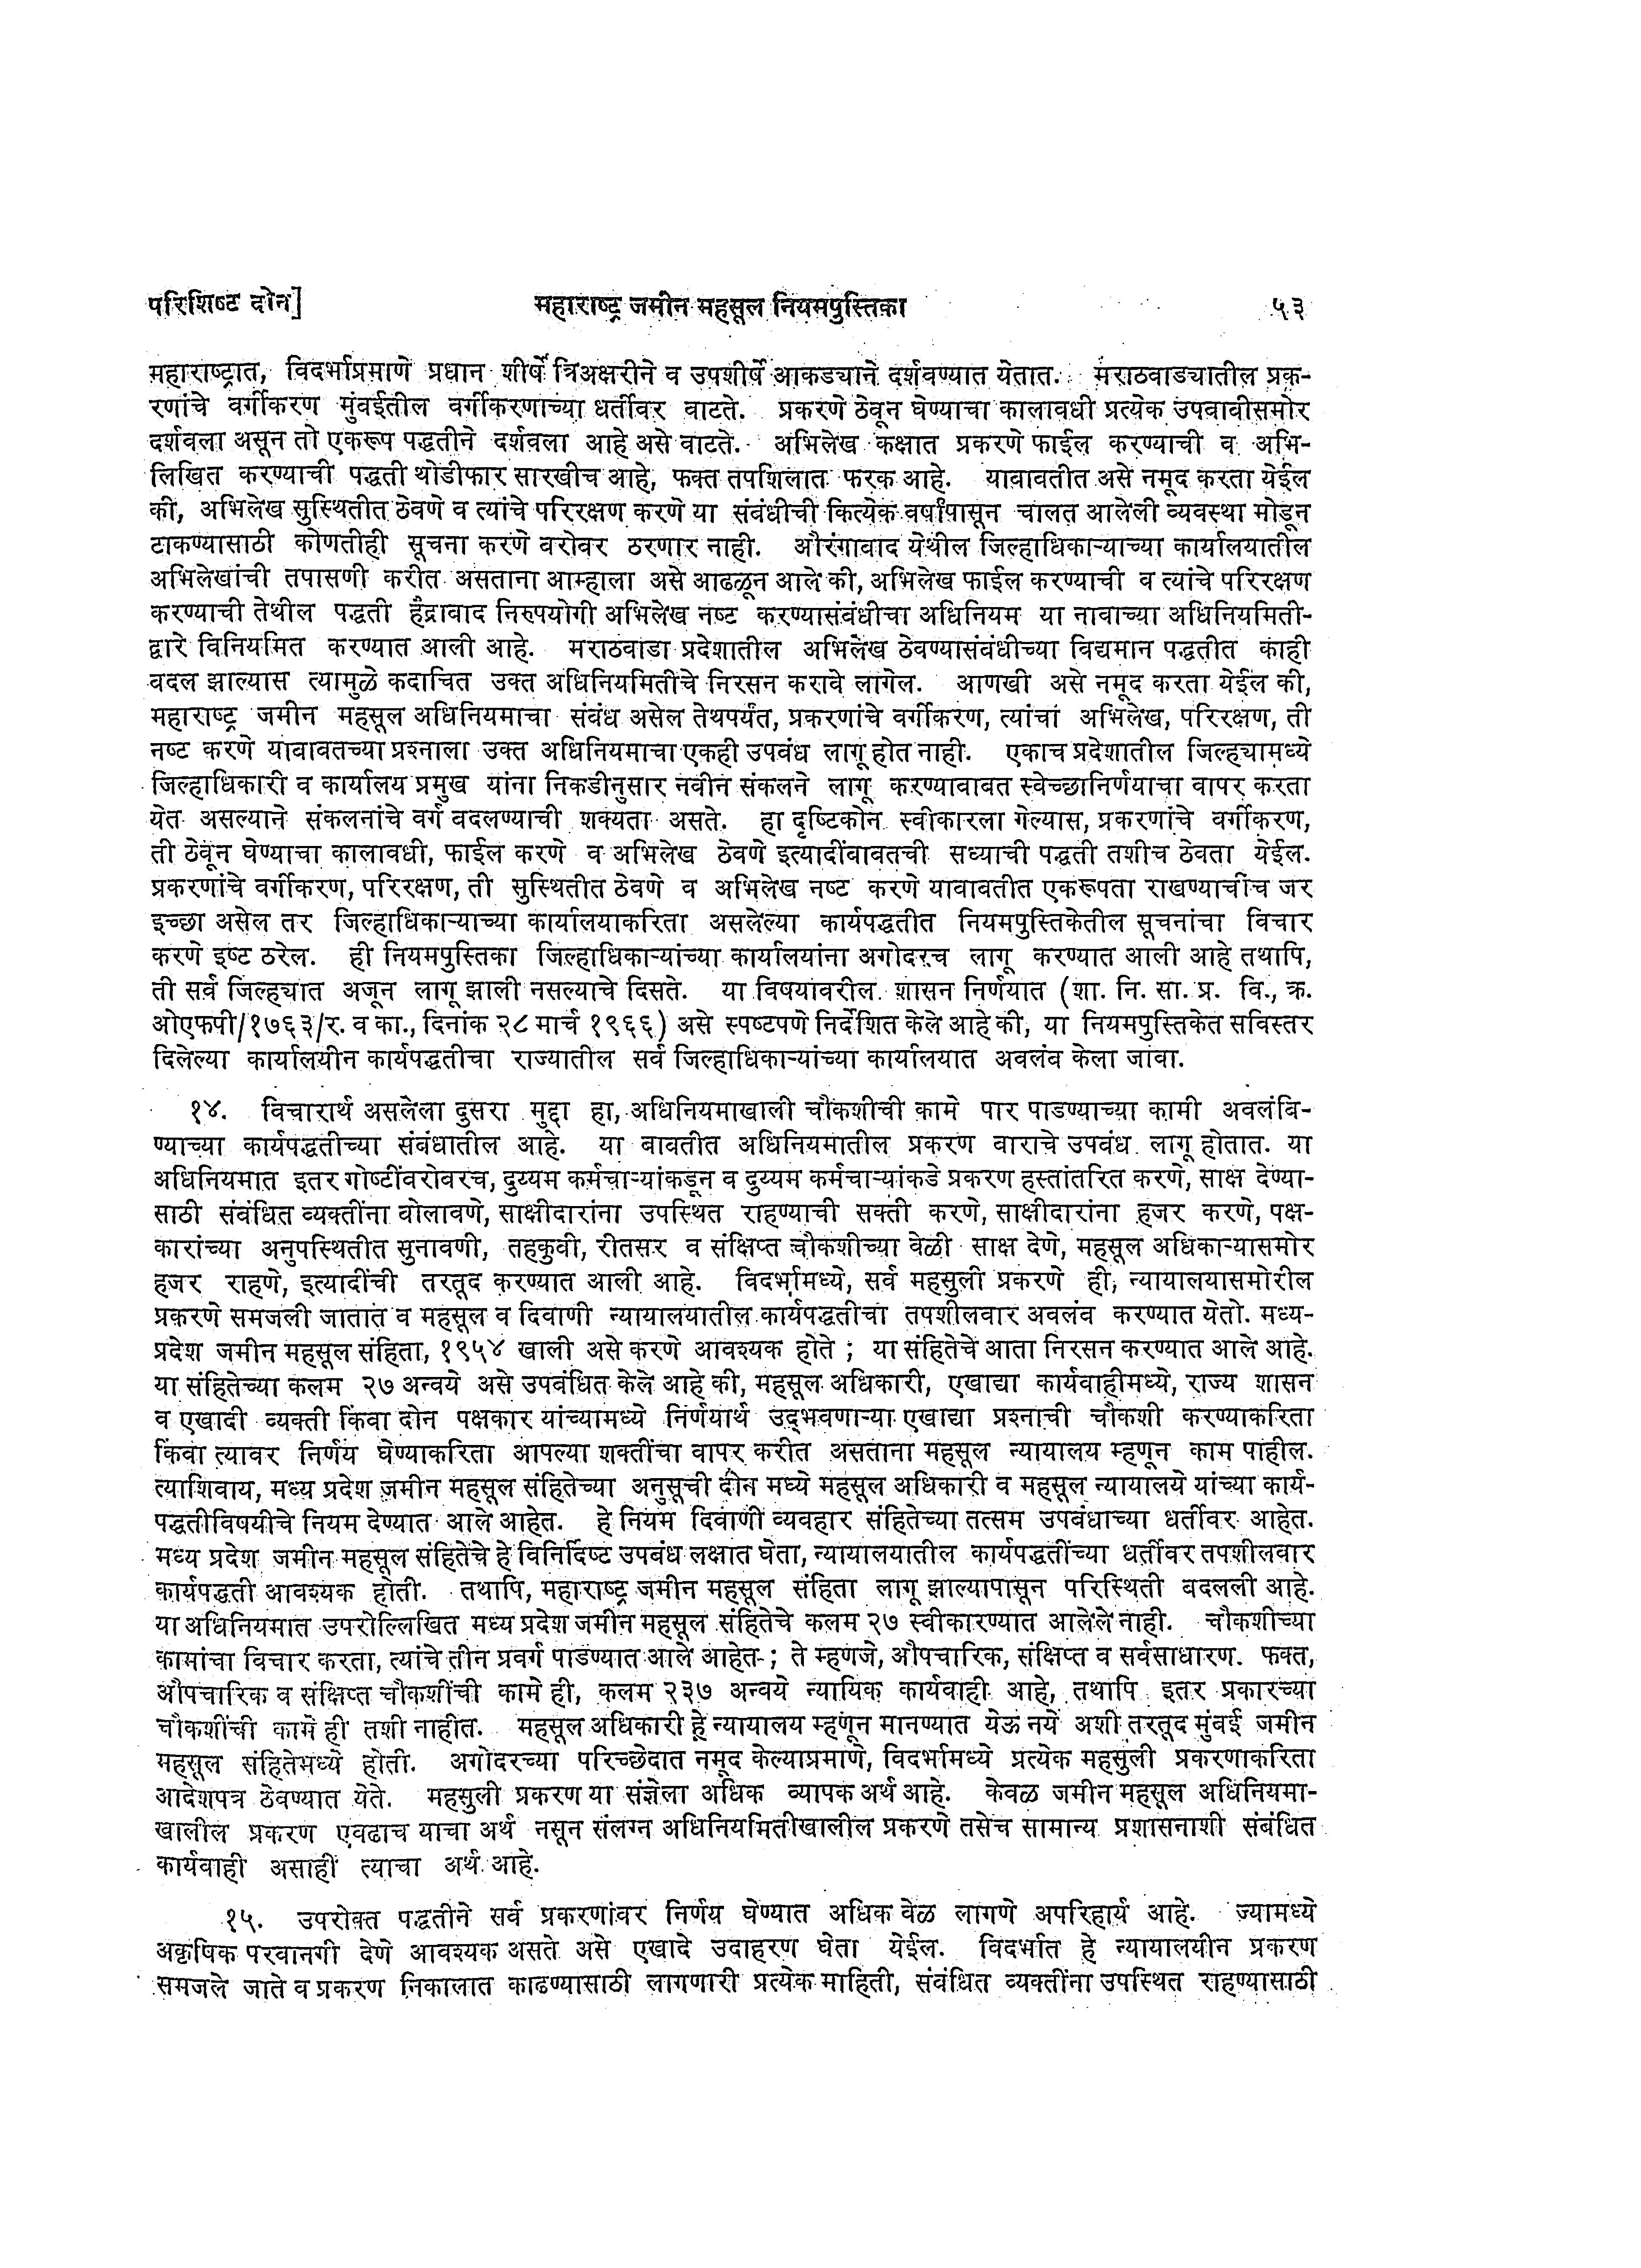 परिशिष्ट दोन] महाराष्ट्र जमीन महसूल नियमपुस्तिका ५३
महाराष्ट्रात, विदर्भाप्रमाणे प्रधान शीर्षे त्रिअक्षरीने व उपशीर्षे आकड्याने दर्शवण्यात येतात. मराठवाड्यातील प्रक-
रणांचे वर्गीकरण मुंबईतील वर्गीकरणाच्या धर्तीवर वाटते. प्रकरणे ठेवून घेण्याचा कालावधी प्रत्येक उपबाबीसमोर
दर्शवला असून तो एकरूप पद्धतीने दर्शवला आहे असे वाटते. अभिलेख कक्षात प्रकरणे फाईल करण्याची व अभि-
लिखित करण्याची पद्धती थोडीफार सारखीच आहे, फक्त तपशिलात फरक आहे. याबाबतीत असे नमूद करता येईल
की, अभिलेख सुस्थितीत ठेवणे व त्यांचे परिरक्षण करणे या संबंधीची कित्येक वर्षांपासून चालत आलेली व्यवस्था मोडून
टाकण्यासाठी कोणतीही सूचना करणे बरोबर ठरणार नाही. औरंगाबाद येथील जिल्हाधिकाऱ्याच्या कार्यालयातील
अभिलेखांची तपासणी करीत असताना आम्हाला असे आढळून आले की, अभिलेख फाईल करण्याची व त्यांचे परिरक्षण
करण्याची तेथील पद्धती हैद्राबाद निरुपयोगी अभिलेख नष्ट करण्यासंबंधीचा अधिनियम या नावाच्या अधिनियमिती-
द्वारे विनियमित करण्यात आली आहे. मराठवाडा प्रदेशातील अभिलेख ठेवण्यासंबंधीच्या विद्यमान पद्धतीत काही
बदल झाल्यास त्यामुळे कदाचित उक्त अधिनियमितीचे निरसन करावे लागेल. आणखी असे नमूद करता येईल की,
महाराष्ट्र जमीन महसूल अधिनियमाचा संबंध असेल तेथपर्यंत, प्रकरणांचे वर्गीकरण, त्यांचा अभिलेख, परिरक्षण, ती
नष्ट करणे याबाबतच्या प्रश्नाला उक्त अधिनियमाचा एकही उपबंध लागू होत नाही. एकाच प्रदेशातील जिल्ह्यामध्ये
जिल्हाधिकारी व कार्यालय प्रमुख यांना निकडीनुसार नवीन संकलने लागू करण्याबाबत स्वेच्छानिर्णयाचा वापर करता
येत असल्याने संकलनांचे वर्ग बदलण्याची शक्यता असते. हा दृष्टिकोन स्वीकारला गेल्यास, प्रकरणांचे वर्गीकरण,
ती ठेवून घेण्याचा कालावधी, फाईल करणे व अभिलेख ठेवणे इत्यादींबाबतची सध्याची पद्धती तशीच ठेवता येईल.
प्रकरणांचे वर्गीकरण, परिरक्षण, ती सुस्थितीत ठेवणे व अभिलेख नष्ट करणे याबाबतीत एकरूपता राखण्याचीच जर
इच्छा असेल तर जिल्हाधिकाऱ्याच्या कार्यालयाकरिता असलेल्या कार्यपद्धतीत नियमपुस्तिकेतील सूचनांचा विचार
करणे इष्ट ठरेल. ही नियमपुस्तिका जिल्हाधिकाऱ्यांच्या कार्यालयांना अगोदरच लागू करण्यात आली आहे तथापि,
ती सर्व जिल्ह्यात अजून लागू झाली नसल्याचे दिसते. या विषयांवरील शासन निर्णयात (शा. नि. सा. प्र. वि., क्र.
ओएफपी/१७६३/र. व का., दिनांक २८ मार्च १९६६) असे स्पष्टपणे निर्देशित केले आहे की, या नियमपुस्तिकेत सविस्तर
दिलेल्या कार्यालयीन कार्यपद्धतीचा राज्यातील सर्व जिल्हाधिकाऱ्यांच्या कार्यालयात अवलंब केला जावा.
१४. विचारार्थ असलेला दुसरा मुद्दा हा, अधिनियमाखाली चौकशीची कामे पार पाडण्याच्या कामी अवलंबि-
ण्याच्या कार्यपद्धतीच्या संबंधातील आहे. या बाबतीत अधिनियमातील प्रकरण बाराचे उपबंध लागू होतात. या
अधिनियमात इतर गोष्टींबरोबरच, दुय्यम कर्मचाऱ्यांकडून व दुय्यम कर्मचाऱ्यांकडे प्रकरण हस्तांतरित करणे, साक्ष देण्या-
साठी संबंधित व्यक्तींना बोलावणे, साक्षीदारांना उपस्थित राहण्याची सक्ती करणे, साक्षीदारांना हजर करणे, पक्ष-
कारांच्या अनुपस्थितीत सुनावणी, तहकुबी, रीतसर व संक्षिप्त चौकशीच्या वेळी साक्ष देणे, महसूल अधिकाऱ्यासमोर
हजर राहणे, इत्यादींची तरतूद करण्यात आली आहे. विदर्भामध्ये, सर्व महसुली प्रकरणे ही, न्यायालयासमोरील
प्रकरणे समजली जातात व महसूल व दिवाणी न्यायालयातील कार्यपद्धतीचा तपशीलवार अवलंब करण्यात येतो. मध्य-
प्रदेश जमीन महसूल संहिता, १९५४ खाली असे करणे आवश्यक होते ; या संहितेचे आता निरसन करण्यात आले आहे.
या संहितेच्या कलम २७ अन्वये असे उपबंधित केले आहे की, महसूल अधिकारी, एखाद्या कार्यवाहीमध्ये, राज्य शासन
व एखादी व्यक्ती किंवा दोन पक्षकार यांच्यामध्ये निर्णयार्थ उद्‌भवणाऱ्या एखाद्या प्रश्नाची चौकशी करण्याकरिता
किंवा त्यावर निर्णय घेण्याकरिता आपल्या शक्तींचा वापर करीत असताना महसूल न्यायालय म्हणून काम पाहील.
त्याशिवाय, मध्य प्रदेश जमीन महसूल संहितेच्या अनुसूची दोन मध्ये महसूल अधिकारी व महसूल न्यायालये यांच्या कार्य-
पद्धतीविषयीचे नियम देण्यात आले आहेत. हे नियम दिवाणी व्यवहार संहितेच्या तत्सम उपबंधाच्या धर्तीवर आहेत.
मध्य प्रदेश जमीन महसूल संहितेचे हे विनिर्दिष्ट उपबंध लक्षात घेता, न्यायालयातील कार्यपद्धतींच्या धर्तीवर तपशीलवार
कार्यपद्धती आवश्यक होती. तथापि, महाराष्ट्र जमीन महसूल संहिता लागू झाल्यापासून परिस्थिती बदलली आहे.
या अधिनियमात उपरोल्लिखित मध्य प्रदेश जमीन महसूल संहितेचे कलम २७ स्वीकारण्यात आलेले नाही. चौकशीच्या
कामांचा विचार करता, त्यांचे तीन प्रवर्ग पाडण्यात आले आहेत ; ते म्हणजे, औपचारिक, संक्षिप्त व सर्वसाधारण. फक्त,
औपचारिक व संक्षिप्त चौकशींची कामे ही, कलम २३७ अन्वये न्यायिक कार्यवाही आहे, तथापि इतर प्रकारच्या
चौकशींची कामे ही तशी नाहीत. महसूल अधिकारी हे न्यायालय म्हणून मानण्यात येऊ नये अशी तरतूद मुंबई जमीन
महसूल संहितेमध्ये होती. अगोदरच्या परिच्छेदात नमूद केल्याप्रमाणे, विदर्भामध्ये प्रत्येक महसुली प्रकरणाकरिता
आदेशपत्र ठेवण्यात येते. महसुली प्रकरण या संज्ञेला अधिक व्यापक अर्थ आहे. केवळ जमीन महसूल अधिनियमा-
खालील प्रकरण एवढाच याचा अर्थ नसून संलग्न अधिनियमितीखालील प्रकरणे तसेच सामान्य प्रशासनाशी संबंधित
कार्यवाही असाही त्याचा अर्थ आहे.
१५. उपरोक्त पद्धतीने सर्व प्रकरणांवर निर्णय घेण्यात अधिक वेळ लागणे अपरिहार्य आहे. ज्यामध्ये
अकृषिक परवानगी देणे आवश्यक असते असे एखादे उदाहरण घेता येईल. विदर्भात हे न्यायालयीन प्रकरण
समजले जाते व प्रकरण निकालात काढण्यासाठी लागणारी प्रत्येक माहिती, संबंधित व्यक्तींना उपस्थित राहण्यासाठी